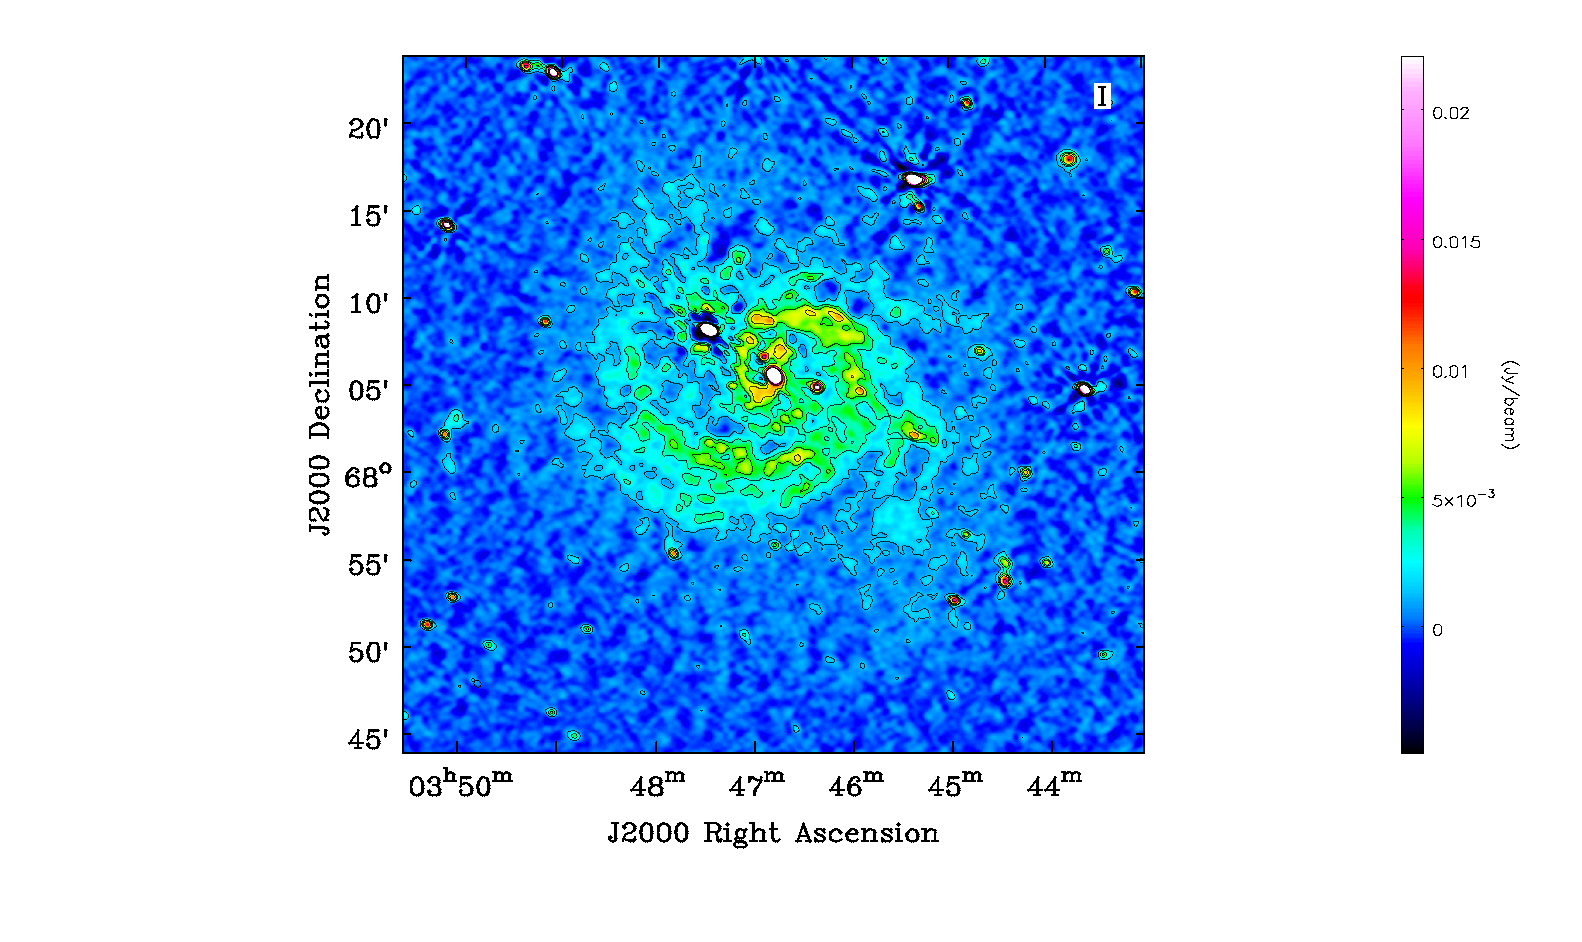 I
20'
15'
10'
05'
68°
55'
50'
45'
J2000 Declination
03ʰ50ᵐ 48ᵐ 47ᵐ 46ᵐ 45ᵐ 44ᵐ
J2000 Right Ascension
0.02
0.015
0.01
5×10⁻³
0
(Jy/beam)